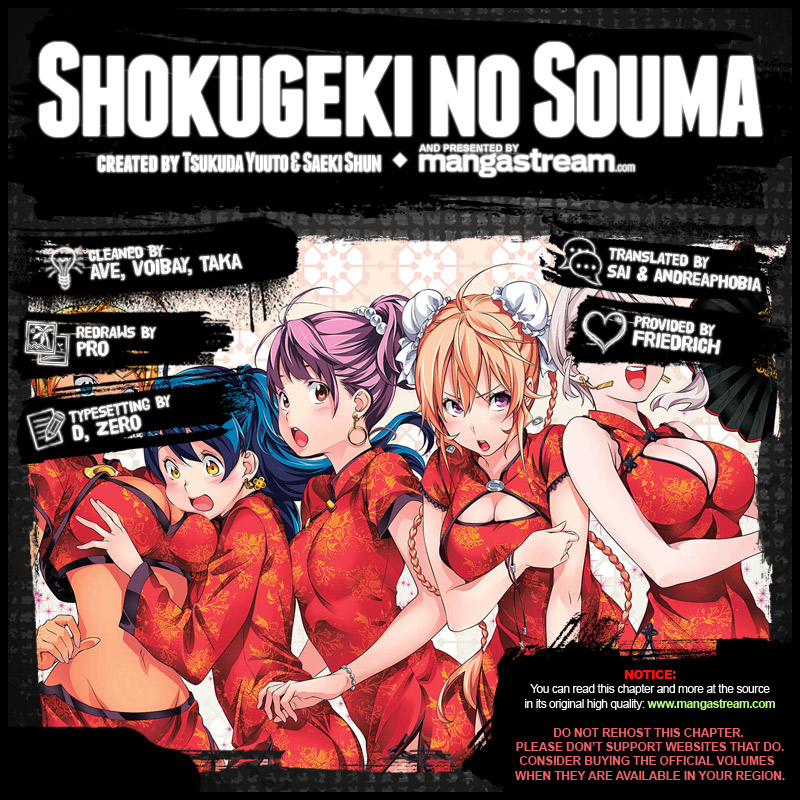 SHOKUGEKI NO SOUMA
CREATED BY TSUKUDA YUUTO & SAEKI SHUN ◆ AND PRESENTED BY mangastream.com
CLEANED BY
AVE, VOIBAY, TAKA
TRANSLATED BY
SAI & ANDREAPHOBIA
REDRAWS BY
PRO
PROVIDED BY
FRIEDRICH
TYPESETTING BY
D, ZERO
NOTICE:
You can read this chapter and more at the source
in its original high quality: www.mangastream.com
DO NOT REHOST THIS CHAPTER.
PLEASE DON'T SUPPORT WEBSITES THAT DO.
CONSIDER BUYING THE OFFICIAL VOLUMES
WHEN THEY ARE AVAILABLE IN YOUR REGION.